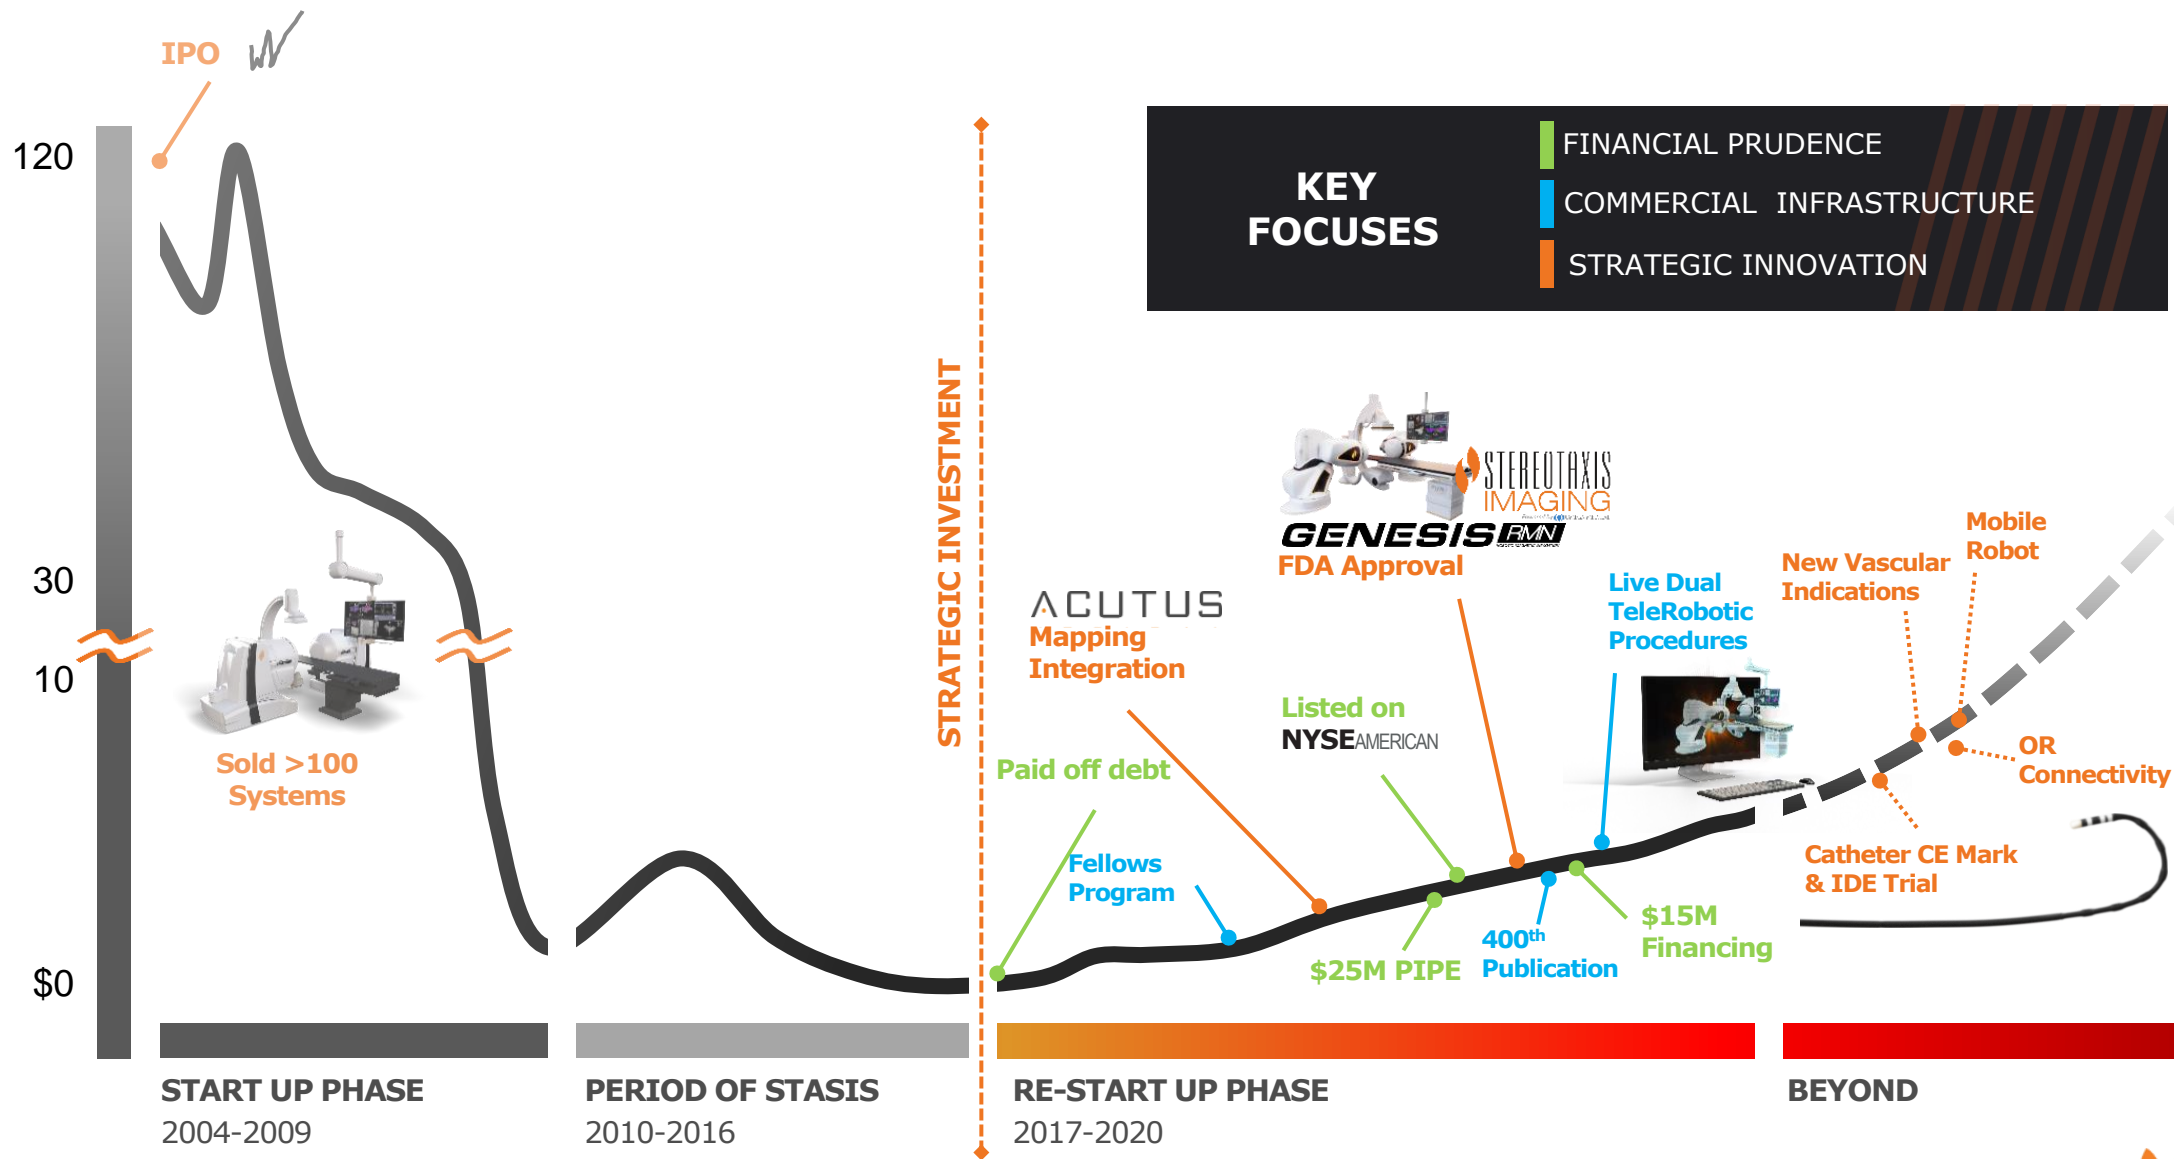 IPO
120
30
10
$0
Sold >100
Systems
STRATEGIC INVESTMENT
KEY
FOCUSES
FINANCIAL PRUDENCE
COMMERCIAL INFRASTRUCTURE
STRATEGIC INNOVATION
ACUTUS
Mapping
Integration
Paid off debt
Fellows
Program
STEREOTAXIS
IMAGING
GENESIS RMN
FDA Approval
Listed on
NYSE AMERICAN
$25M PIPE
400th
Publication
$15M
Financing
Live Dual
TeleRobotic
Procedures
New Vascular
Indications
Mobile
Robot
OR
Connectivity
Catheter CE Mark
& IDE Trial
START UP PHASE
2004-2009
PERIOD OF STASIS
2010-2016
RE-START UP PHASE
2017-2020
BEYOND